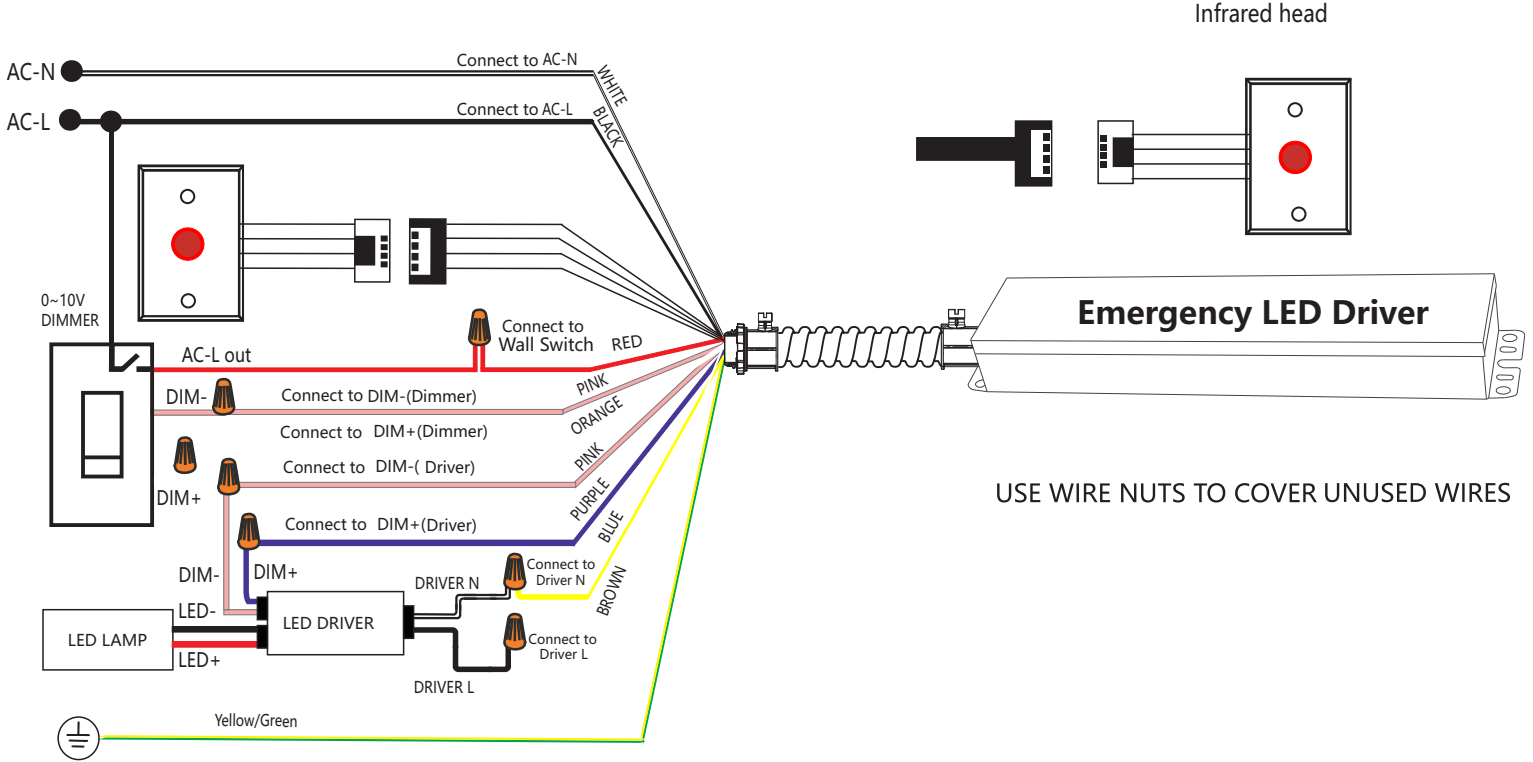 Infrared head
AC-N
Connect to AC-N
WHITE
AC-L
Connect to AC-L
BLACK
0~10V
DIMMER
AC-L out
Connect to
Wall Switch
RED
Emergency LED Driver
DIM-
Connect to DIM-(Dimmer)
PINK
Connect to DIM+(Dimmer)
ORANGE
DIM+
Connect to DIM-( Driver)
PINK
Connect to DIM+(Driver)
PURPLE
BLUE
USE WIRE NUTS TO COVER UNUSED WIRES
DIM-
DIM+
DRIVER N
Connect to
Driver N
BROWN
LED-
LED LAMP
LED+
LED DRIVER
Connect to
Driver L
DRIVER L
Yellow/Green